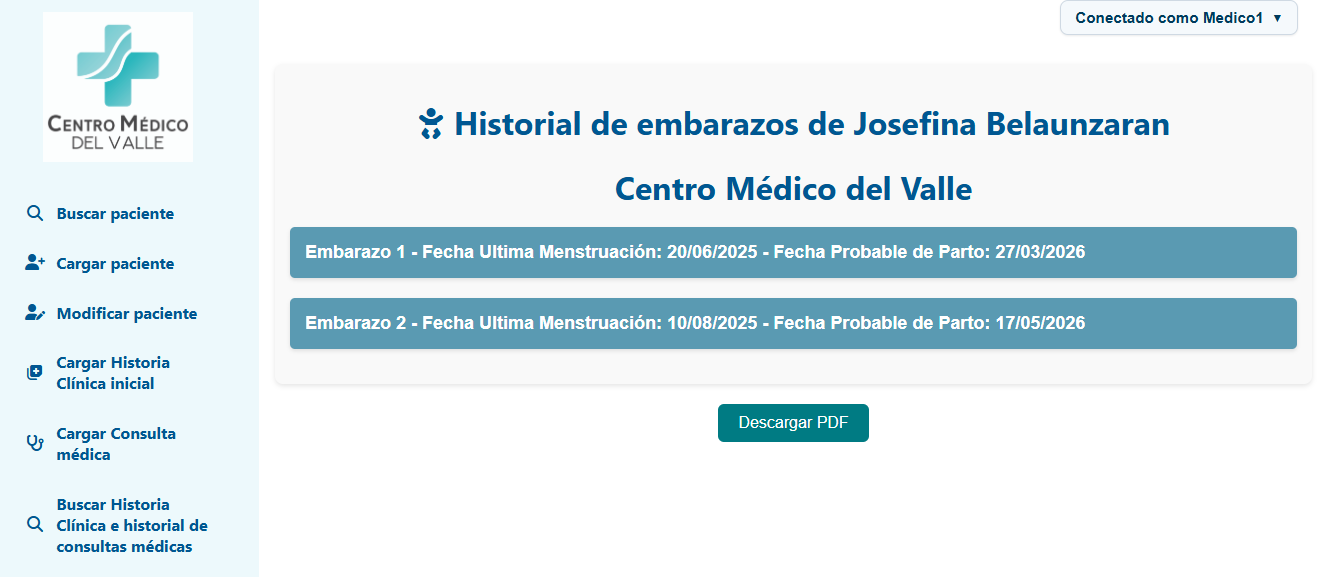 Conectado como Medico1 ▼
CENTRO MÉDICO
DEL VALLE
Buscar paciente
Cargar paciente
Modificar paciente
Cargar Historia
Clínica inicial
Cargar Consulta
médica
Buscar Historia
Clínica e historial de
consultas médicas
Historial de embarazos de Josefina Belaunzaran
Centro Médico del Valle
Embarazo 1 - Fecha Ultima Menstruación: 20/06/2025 - Fecha Probable de Parto: 27/03/2026
Embarazo 2 - Fecha Ultima Menstruación: 10/08/2025 - Fecha Probable de Parto: 17/05/2026
Descargar PDF